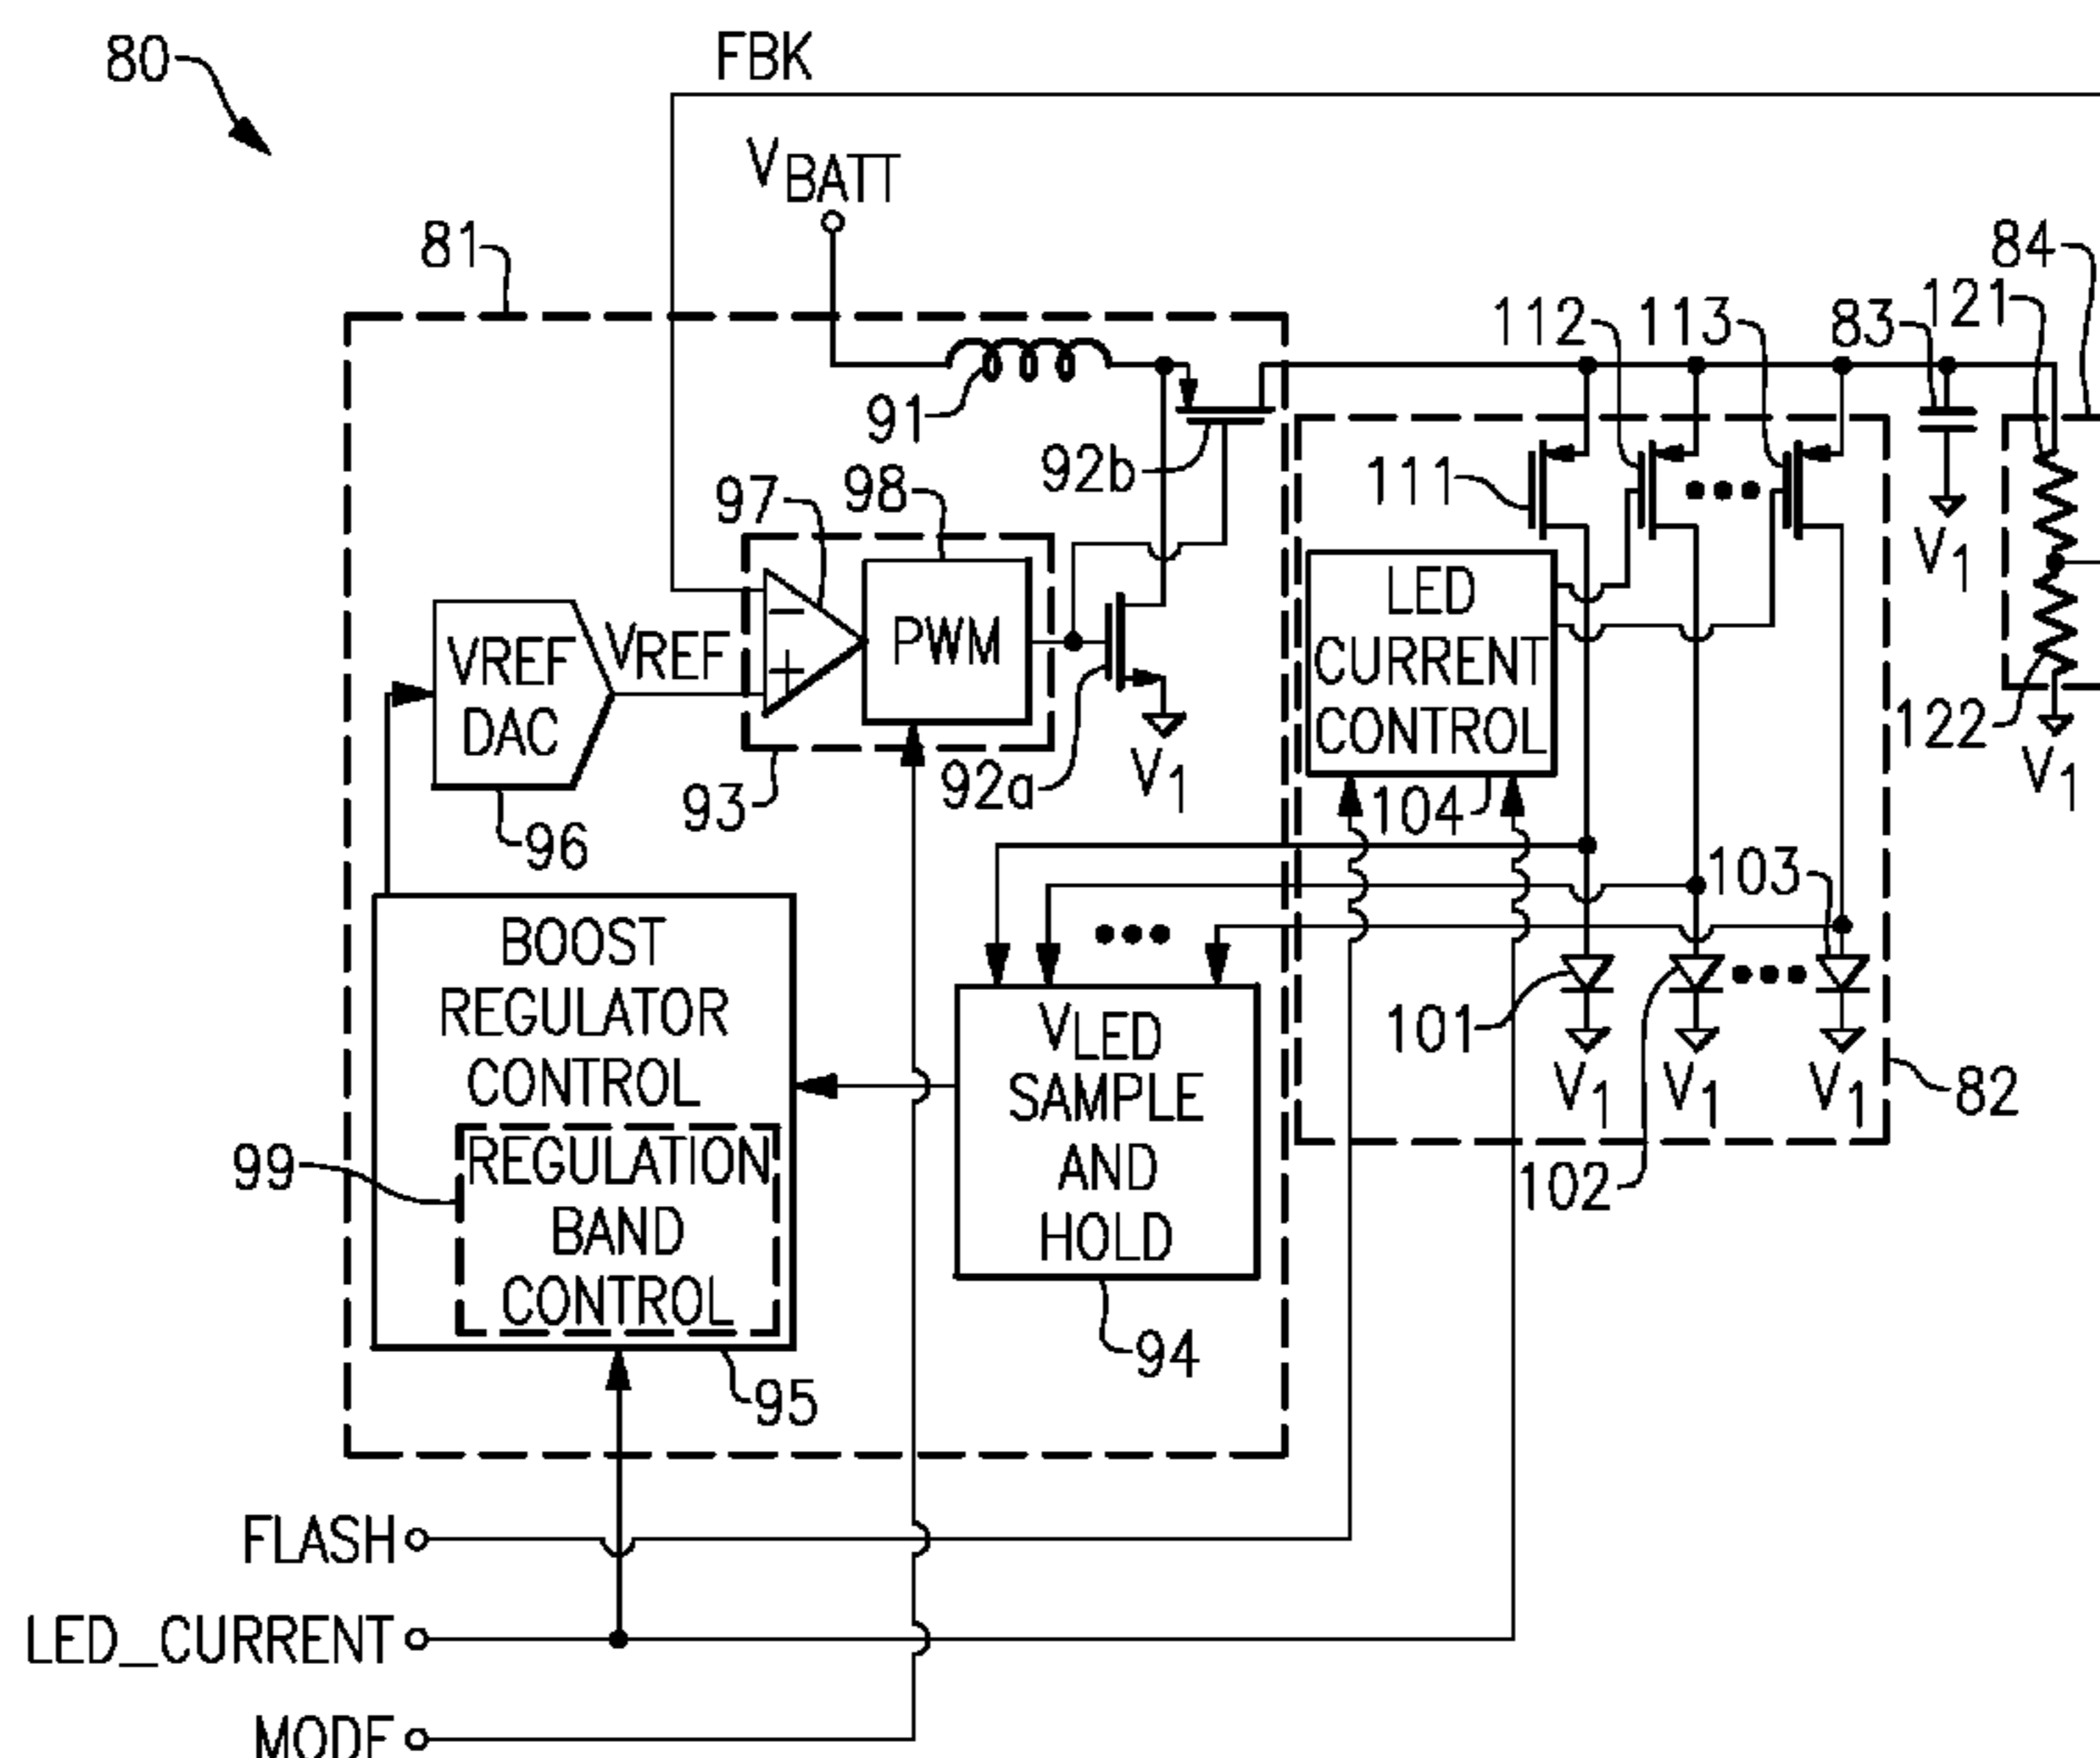 80
FBK
VBATT
81
84
112
113
83
121
91
92b
111
97
98
V1
LED
CURRENT
CONTROL
VREF
DAC
VREF
PWM
122
93
92a
V1
104
V1
96
103
BOOST
REGULATOR
CONTROL
VLED
SAMPLE
AND
HOLD
101
V1
V1
V1
82
99
REGULATION
BAND
CONTROL
102
94
95
FLASH
LED_CURRENT
MODE